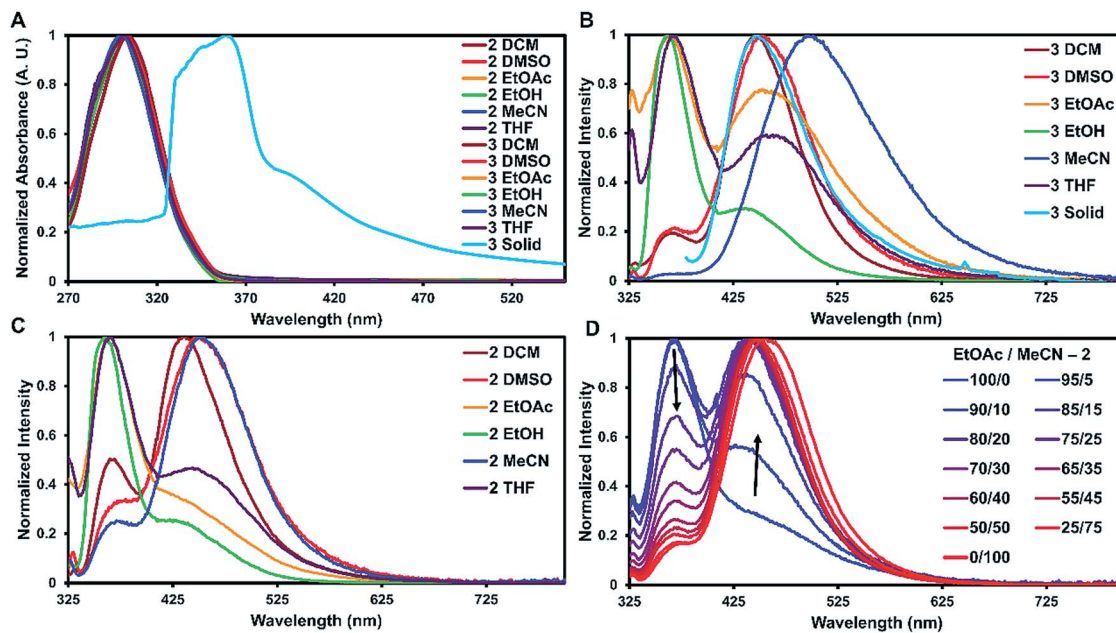 A
Normalized Absorbance (A. U.)
1
0.8
0.6
0.4
0.2
0
270
320
370
420
470
520
Wavelength (nm)
2 DCM
2 DMSO
2 EtOAc
2 EtOH
2 MeCN
2 THF
3 DCM
3 DMSO
3 EtOAc
3 EtOH
3 MeCN
3 THF
3 Solid
B
Normalized Intensity
1
0.8
0.6
0.4
0.2
0
325
425
525
625
725
Wavelength (nm)
3 DCM
3 DMSO
3 EtOAc
3 EtOH
3 MeCN
3 THF
3 Solid
C
Normalized Intensity
1
0.8
0.6
0.4
0.2
0
325
425
525
625
725
Wavelength (nm)
2 DCM
2 DMSO
2 EtOAc
2 EtOH
2 MeCN
2 THF
D
Normalized Intensity
1
0.8
0.6
0.4
0.2
0
325
425
525
625
725
Wavelength (nm)
EtOAc / MeCN – 2
100/0 95/5
90/10 85/15
80/20 75/25
70/30 65/35
60/40 55/45
50/50 25/75
0/100